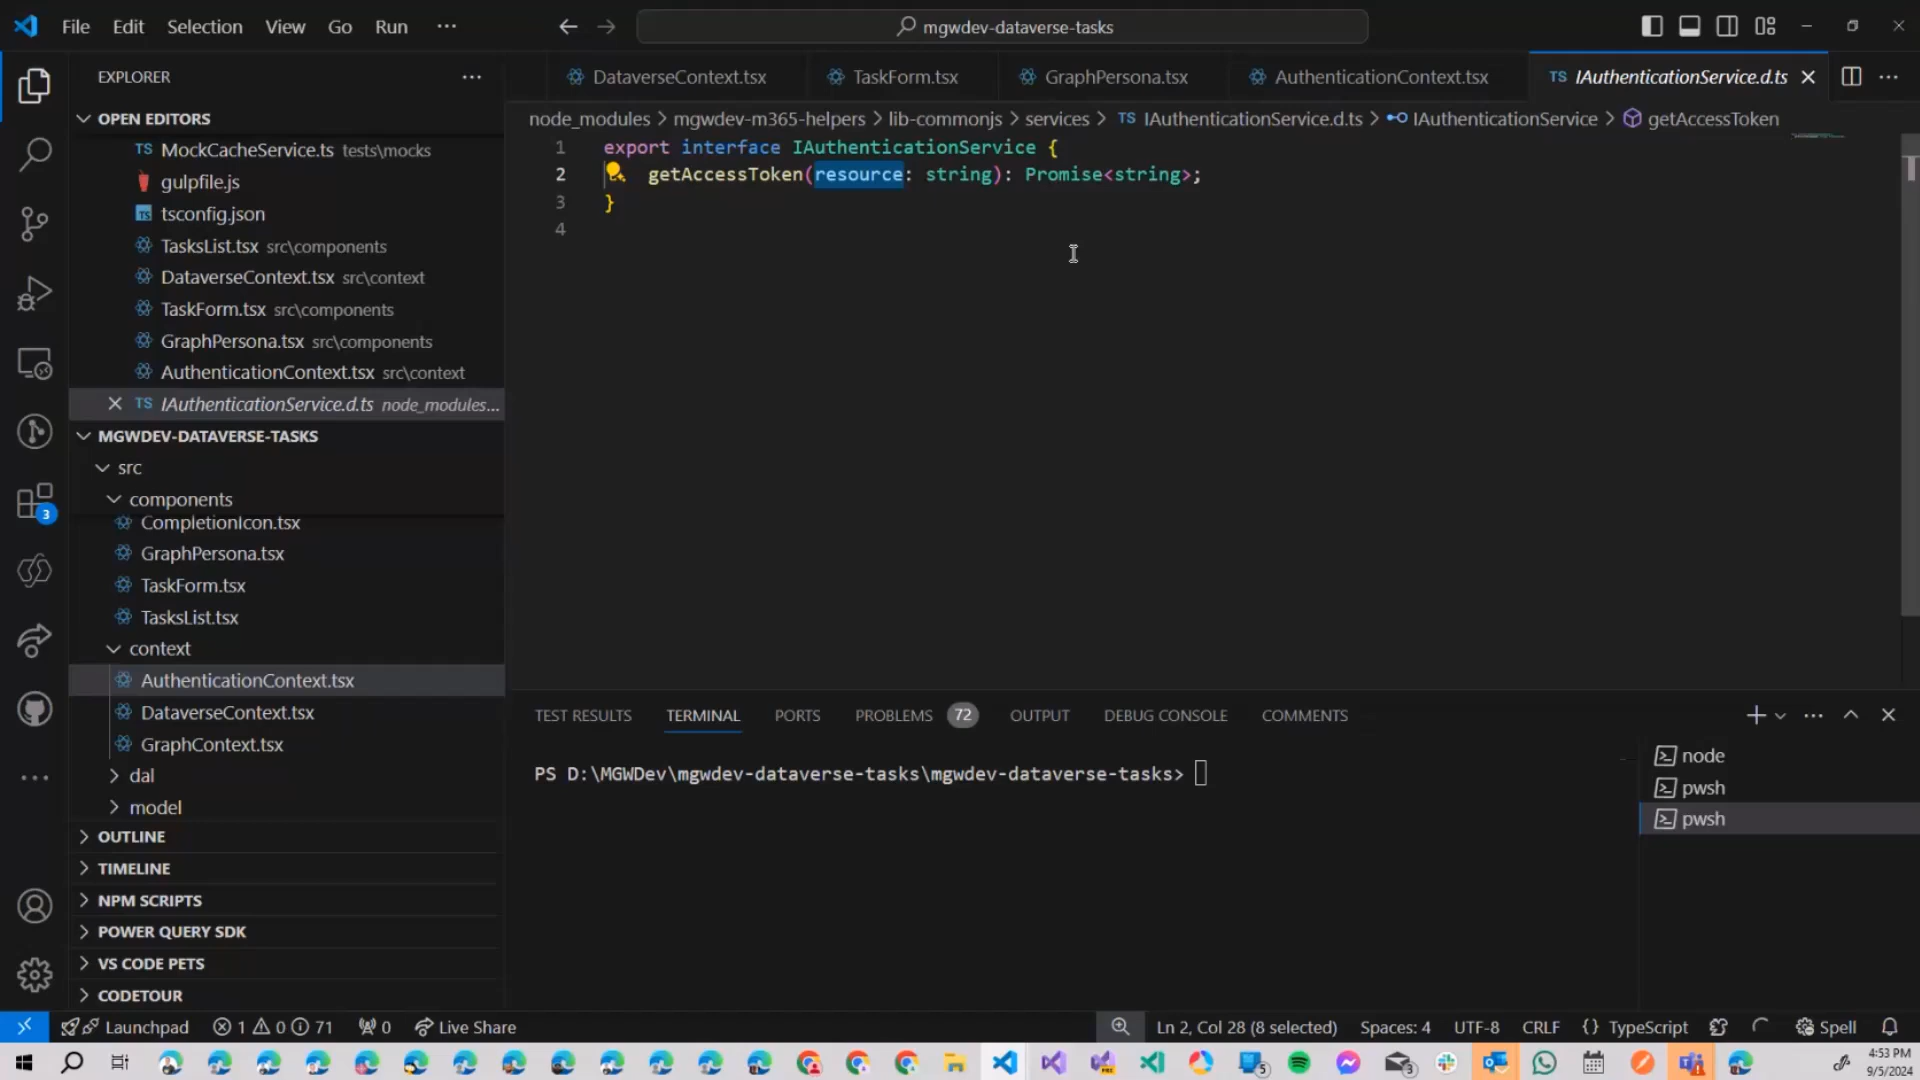 File Edit Selection View Go Run ···
mgwdev-dataverse-tasks
EXPLORER
OPEN EDITORS
TS MockCacheService.ts tests\mocks
gulpfile.js
TS tsconfig.json
TasksList.tsx src\components
DataverseContext.tsx src\context
TaskForm.tsx src\components
GraphPersona.tsx src\components
AuthenticationContext.tsx src\context
TS IAuthenticationService.d.ts node_modules...
MGWDEV-DATAVERSE-TASKS
src
components
CompletionIcon.tsx
GraphPersona.tsx
TaskForm.tsx
TasksList.tsx
context
AuthenticationContext.tsx
DataverseContext.tsx
GraphContext.tsx
dal
model
OUTLINE
TIMELINE
NPM SCRIPTS
POWER QUERY SDK
VS CODE PETS
CODETOUR
3
DataverseContext.tsx TaskForm.tsx GraphPersona.tsx AuthenticationContext.tsx TS IAuthenticationService.d.ts
node_modules > mgwdev-m365-helpers > lib-commonjs > services > TS IAuthenticationService.d.ts > IAuthenticationService > getAccessToken
1 export interface IAuthenticationService {
2 getAccessToken(resource: string): Promise<string>;
3 }
4
TEST RESULTS TERMINAL PORTS PROBLEMS 72 OUTPUT DEBUG CONSOLE COMMENTS
PS D:\MGWDev\mgwdev-dataverse-tasks\mgwdev-dataverse-tasks>
node
pwsh
pwsh
Launchpad 1 0 71 0 Live Share Ln 2, Col 28 (8 selected) Spaces: 4 UTF-8 CRLF {} TypeScript Spell
5 3
4:53 PM
9/5/2024